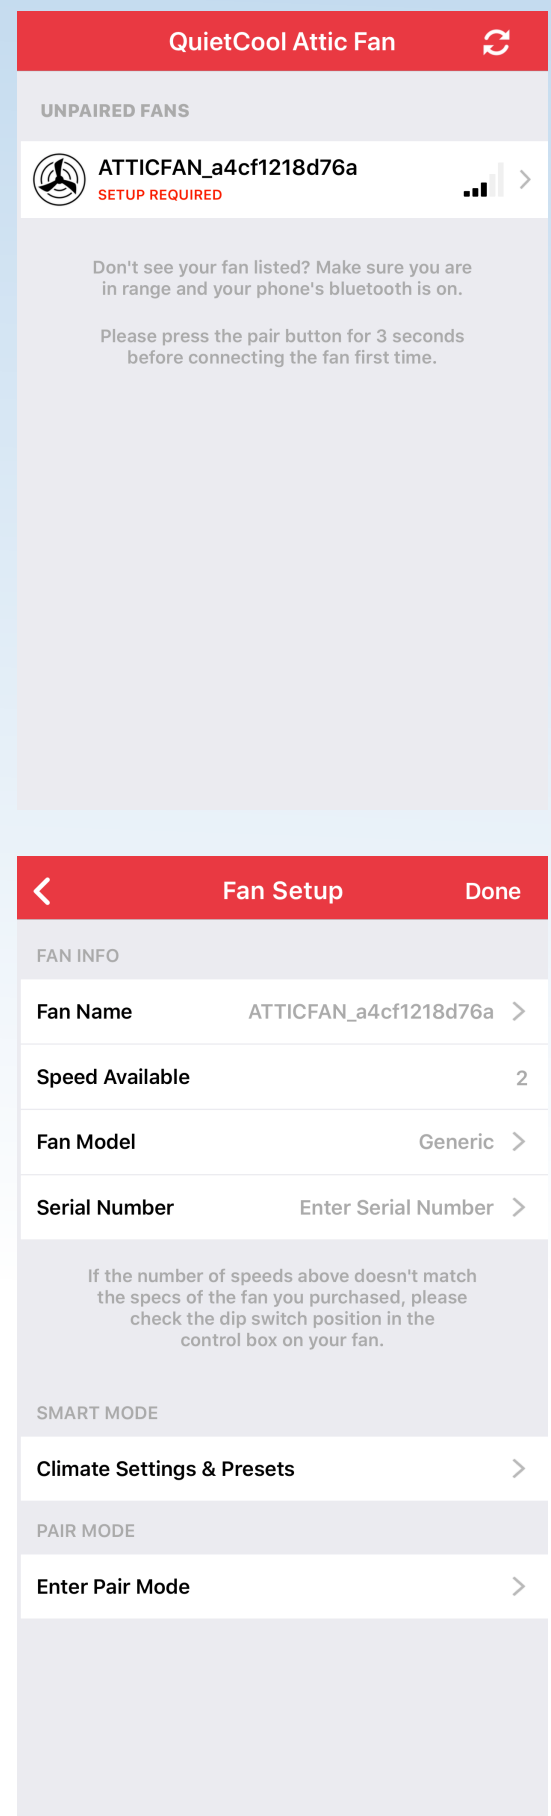 QuietCool Attic Fan
UNPAIRED FANS
ATTICFAN_a4cf1218d76a
SETUP REQUIRED
Don't see your fan listed? Make sure you are
in range and your phone's bluetooth is on.
Please press the pair button for 3 seconds
before connecting the fan first time.
Fan Setup Done
FAN INFO
Fan Name ATTICFAN_a4cf1218d76a
Speed Available 2
Fan Model Generic
Serial Number Enter Serial Number
If the number of speeds above doesn't match
the specs of the fan you purchased, please
check the dip switch position in the
control box on your fan.
SMART MODE
Climate Settings & Presets
PAIR MODE
Enter Pair Mode